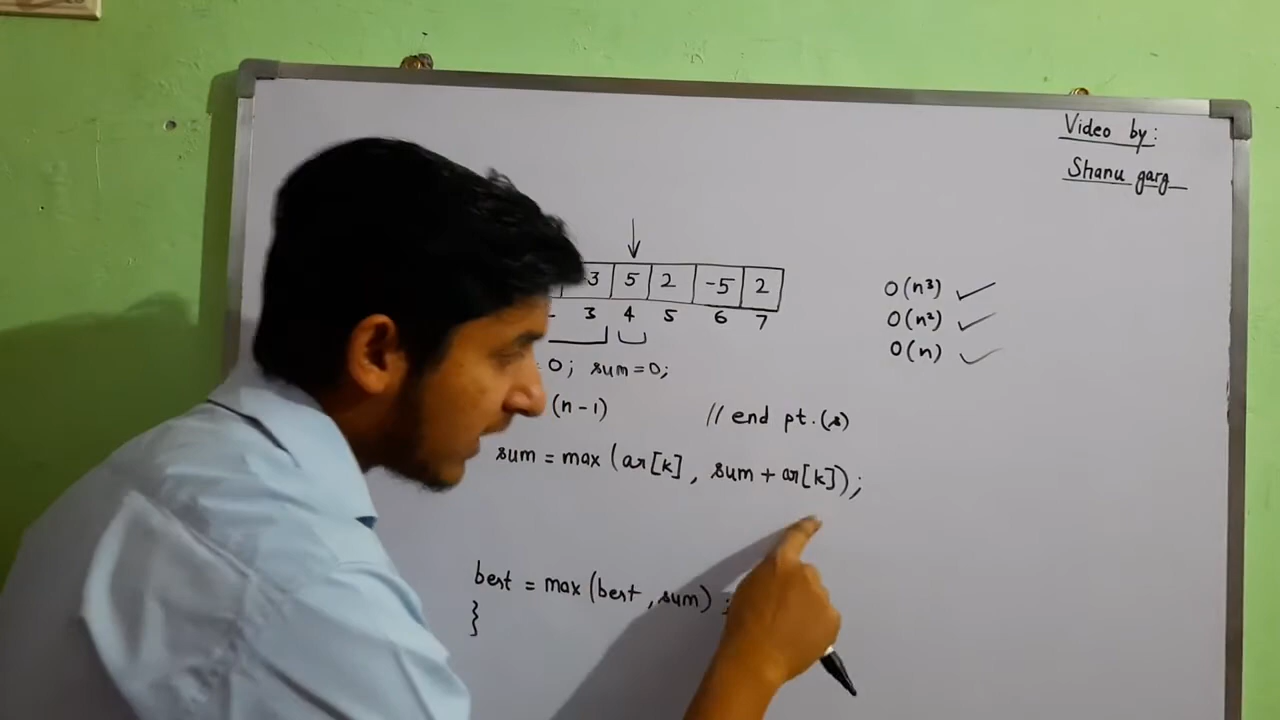 Video by:
Shanu garg
3 5 2 -5 2
3 4 5 6 7
O(n³)
O(n²)
O(n)
= 0; sum=0;
(n-1) // end pt.(s)
sum = max (ar[k], sum + ar[k]);
best = max (best, sum) ;
}